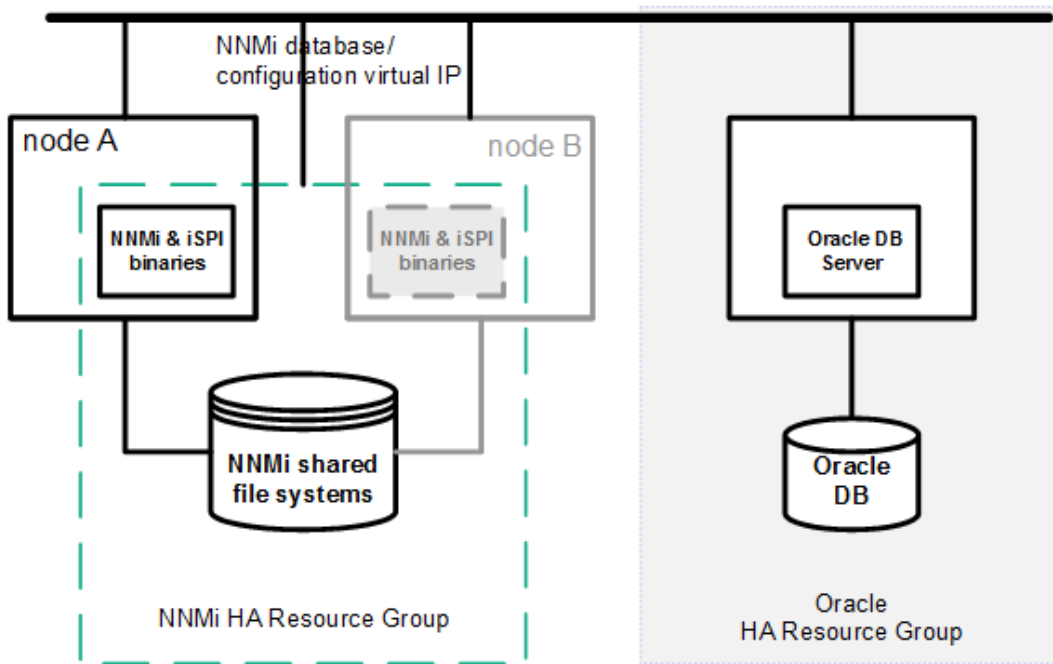 NNMi database/
configuration virtual IP
node A
node B
NNMi & iSPI
binaries
NNMi & iSPI
binaries
Oracle DB
Server
NNMi shared
file systems
Oracle
DB
NNMi HA Resource Group
Oracle
HA Resource Group